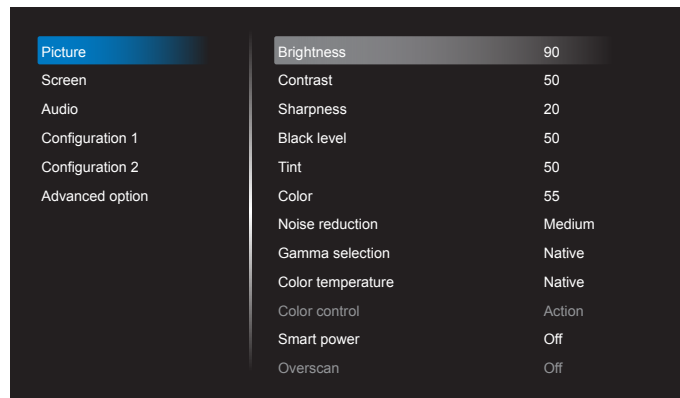 Picture
Screen
Audio
Configuration 1
Configuration 2
Advanced option
Brightness 90
Contrast 50
Sharpness 20
Black level 50
Tint 50
Color 55
Noise reduction Medium
Gamma selection Native
Color temperature Native
Color control Action
Smart power Off
Overscan Off